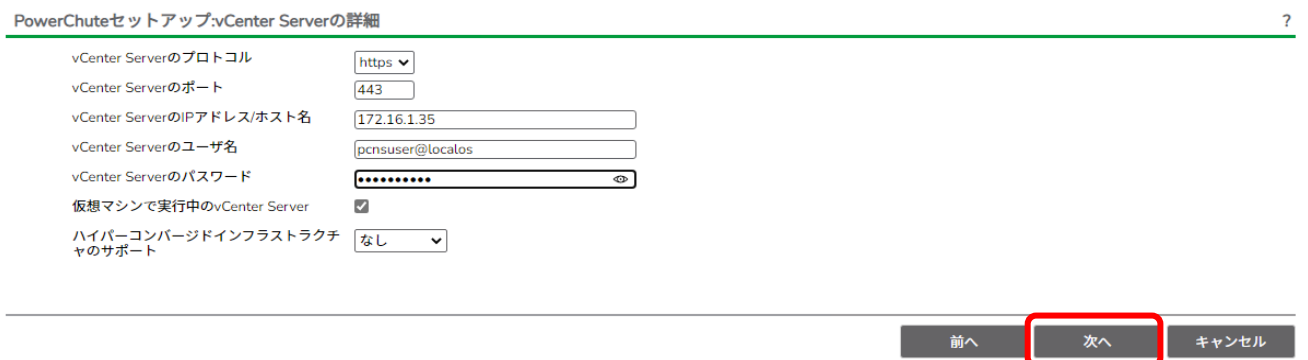 PowerChuteセットアップ:vCenter Serverの詳細 ?
vCenter Serverのプロトコル https
vCenter Serverのポート 443
vCenter ServerのIPアドレス/ホスト名 172.16.1.35
vCenter Serverのユーザ名 pcnsuser@localos
vCenter Serverのパスワード ••••••••••
仮想マシンで実行中のvCenter Server
ハイパーコンバージドインフラストラクチ
ャのサポート なし
前へ 次へ キャンセル